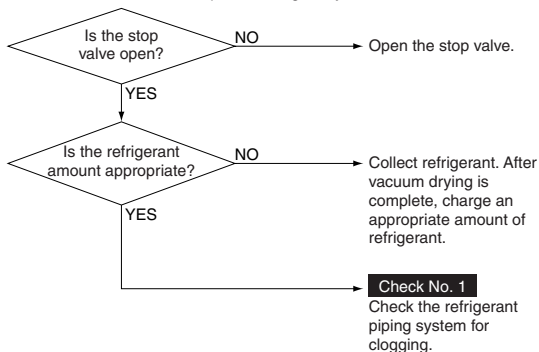 Is the stop
valve open?
NO
Open the stop valve.
YES
Is the refrigerant
amount appropriate?
NO
Collect refrigerant. After
vacuum drying is
complete, charge an
appropriate amount of
refrigerant.
YES
Check No. 1
Check the refrigerant
piping system for
clogging.